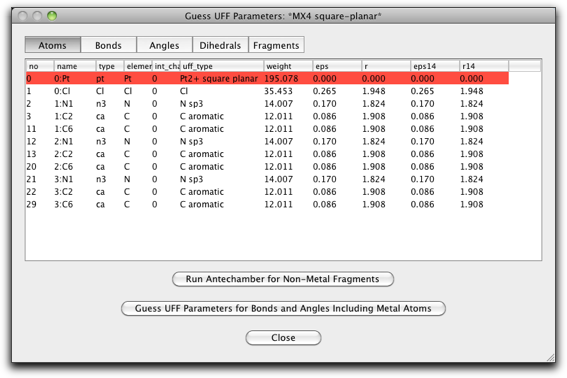 Guess UFF Parameters: *MX4 square-planar*
Atoms Bonds Angles Dihedrals Fragments
no name type elemer int_cha uff_type weight eps r eps14 r14
0 0:Pt pt Pt 0 Pt2+ square planar 195.078 0.000 0.000 0.000 0.000
1 0:Cl Cl Cl 0 Cl 35.453 0.265 1.948 0.265 1.948
2 1:N1 n3 N 0 N sp3 14.007 0.170 1.824 0.170 1.824
3 1:C2 ca C 0 C aromatic 12.011 0.086 1.908 0.086 1.908
11 1:C6 ca C 0 C aromatic 12.011 0.086 1.908 0.086 1.908
12 2:N1 n3 N 0 N sp3 14.007 0.170 1.824 0.170 1.824
13 2:C2 ca C 0 C aromatic 12.011 0.086 1.908 0.086 1.908
20 2:C6 ca C 0 C aromatic 12.011 0.086 1.908 0.086 1.908
21 3:N1 n3 N 0 N sp3 14.007 0.170 1.824 0.170 1.824
22 3:C2 ca C 0 C aromatic 12.011 0.086 1.908 0.086 1.908
29 3:C6 ca C 0 C aromatic 12.011 0.086 1.908 0.086 1.908
Run Antechamber for Non-Metal Fragments
Guess UFF Parameters for Bonds and Angles Including Metal Atoms
Close